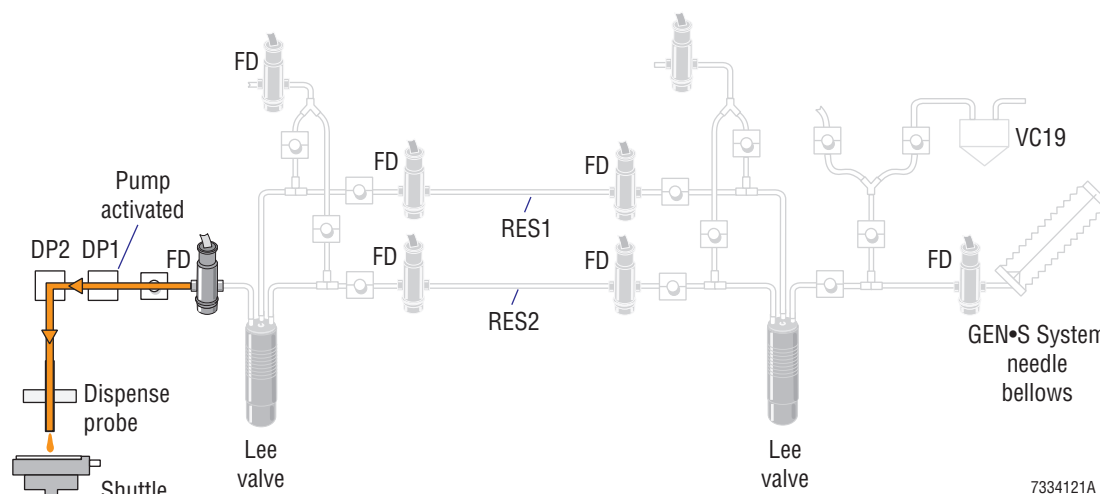 FD
FD
FD
VC19
Pump
activated
RES1
DP2 DP1
FD
FD
FD
FD
RES2
GEN•S System
needle
bellows
Dispense
probe
Lee
valve
Lee
valve
Shuttle
7334121A